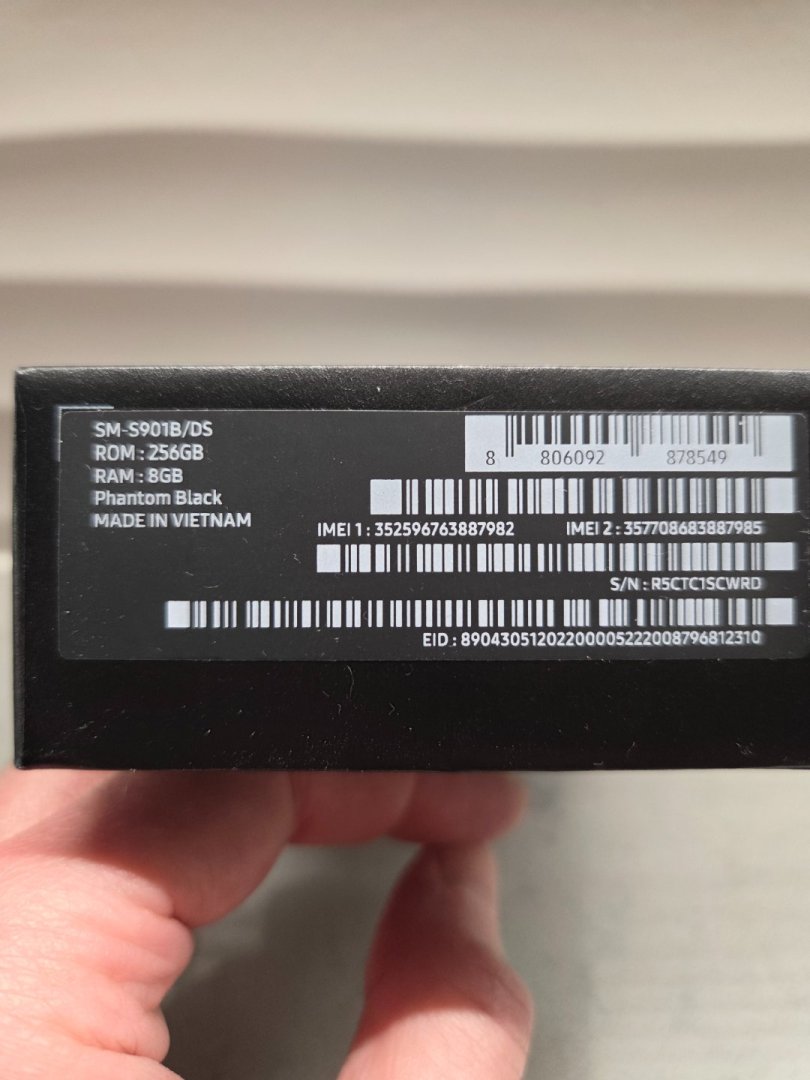 SM-S901B/DS
ROM : 256GB
RAM : 8GB
Phantom Black
MADE IN VIETNAM
8 806092 878549
IMEI 1 : 352596763887982 IMEI 2 : 357708683887985
S/N : R5CTC1SCWRD
EID : 89043051202200005222008796812310